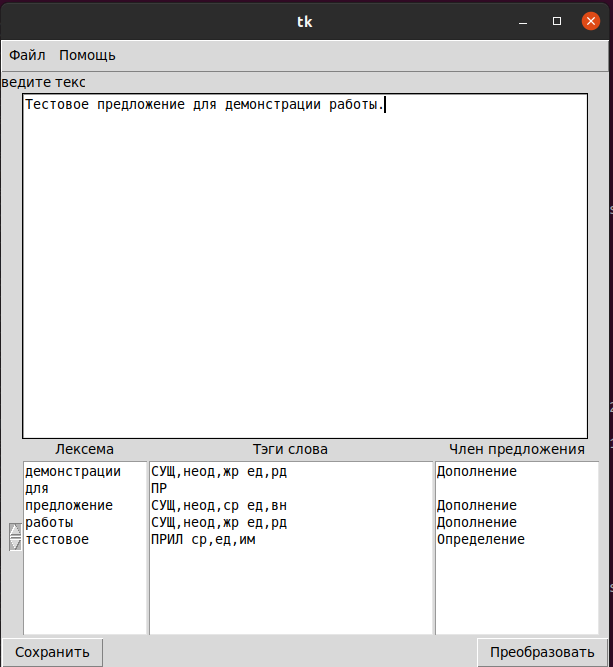 tk
Файл Помощь
ведите текс
Тестовое предложение для демонстрации работы.
Лексема Тэги слова Член предложения
демонстрации СУЩ,неод,жр ед,рд Дополнение
для ПР
предложение СУЩ,неод,ср ед,вн Дополнение
работы СУЩ,неод,жр ед,рд Дополнение
тестовое ПРИЛ ср,ед,им Определение
Сохранить Преобразовать